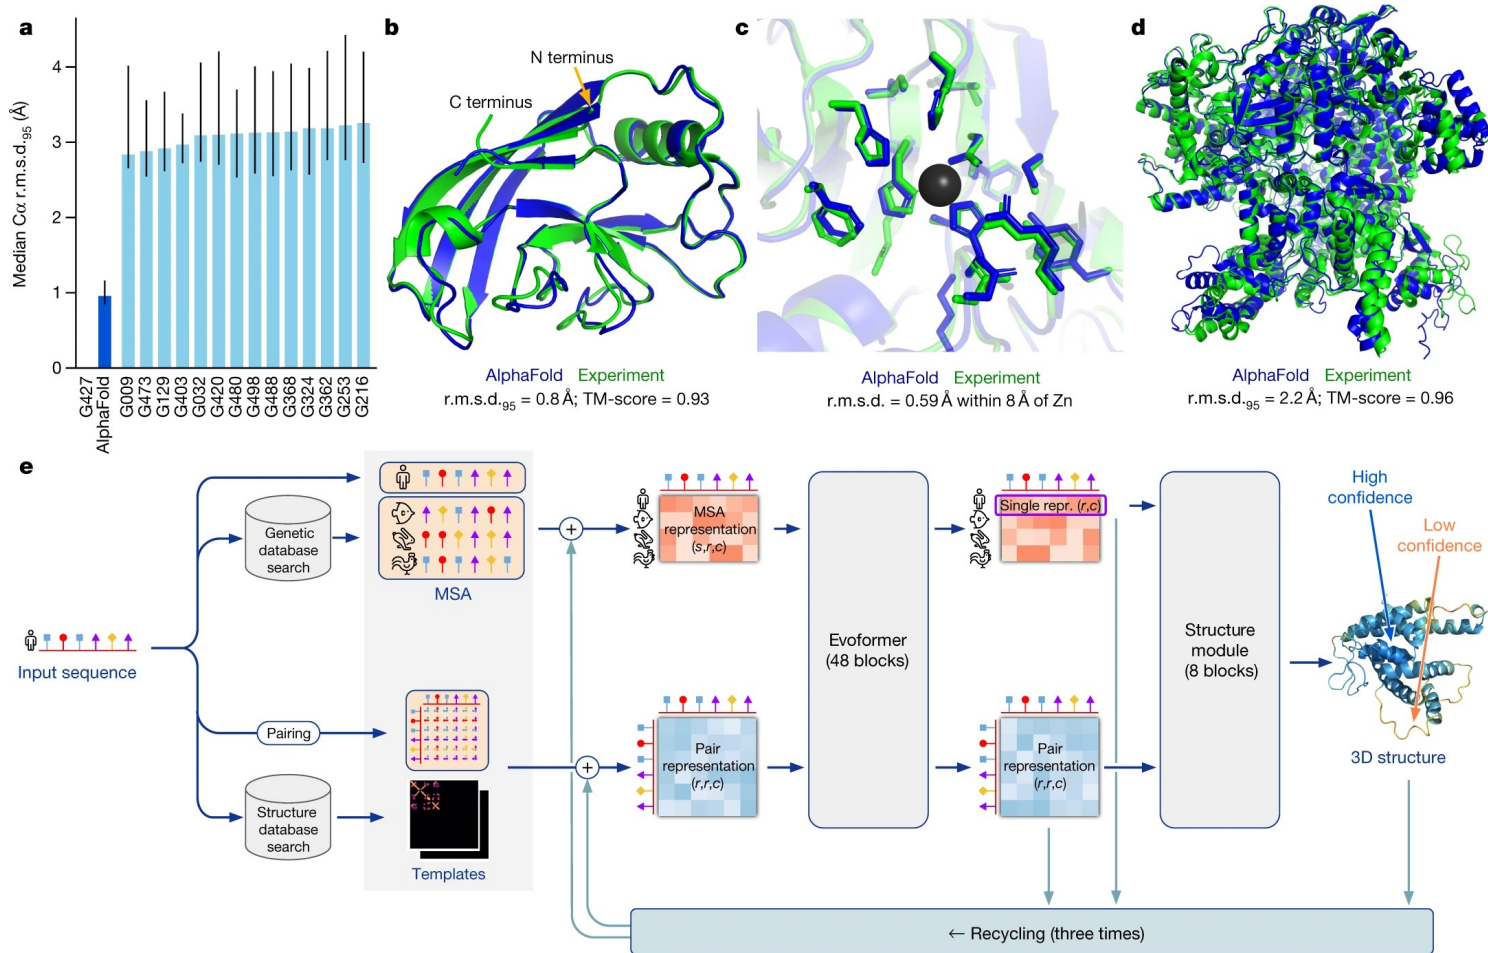 a
Median Cα r.m.s.d.95 (Å)
4
3
2
1
0
G427
AlphaFold
G009
G473
G129
G403
G032
G420
G480
G498
G488
G368
G324
G362
G253
G216
b
N terminus
C terminus
AlphaFold Experiment
r.m.s.d.95 = 0.8 Å; TM-score = 0.93
c
AlphaFold Experiment
r.m.s.d. = 0.59 Å within 8 Å of Zn
d
AlphaFold Experiment
r.m.s.d.95 = 2.2 Å; TM-score = 0.96
e
Input sequence
Genetic
database
search
MSA
Pairing
Structure
database
search
Templates
+
+
MSA
representation
(s,r,c)
Pair
representation
(r,r,c)
Evoformer
(48 blocks)
Single repr. (r,c)
Pair
representation
(r,r,c)
Structure
module
(8 blocks)
High
confidence
Low
confidence
3D structure
← Recycling (three times)